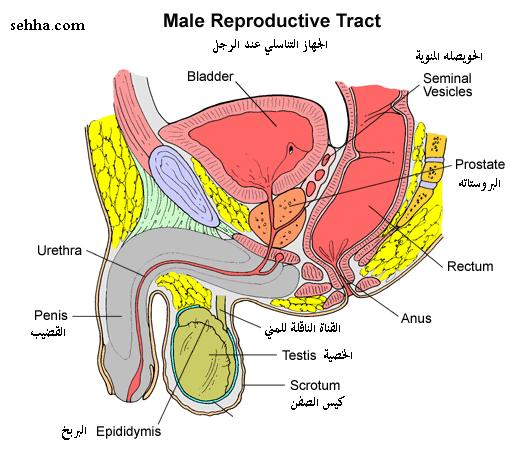 sehha.com
Male Reproductive Tract
الجهاز التناسلي عند الرجل
الحويصله المنوية
Bladder
Seminal
Vesicles
Prostate
البروستاته
Urethra
Rectum
Penis
القضيب
Anus
القناة الناقلة للمني
Testis الخصية
Scrotum
كيس الصفن
البربخ Epididymis